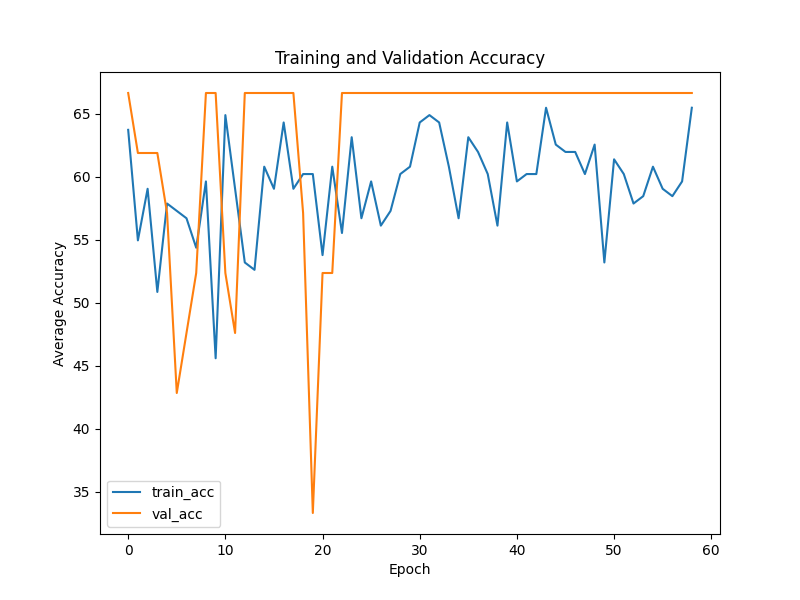 Training and Validation Accuracy
Average Accuracy
65
60
55
50
45
40
35
train_acc
val_acc
0 10 20 30 40 50 60
Epoch